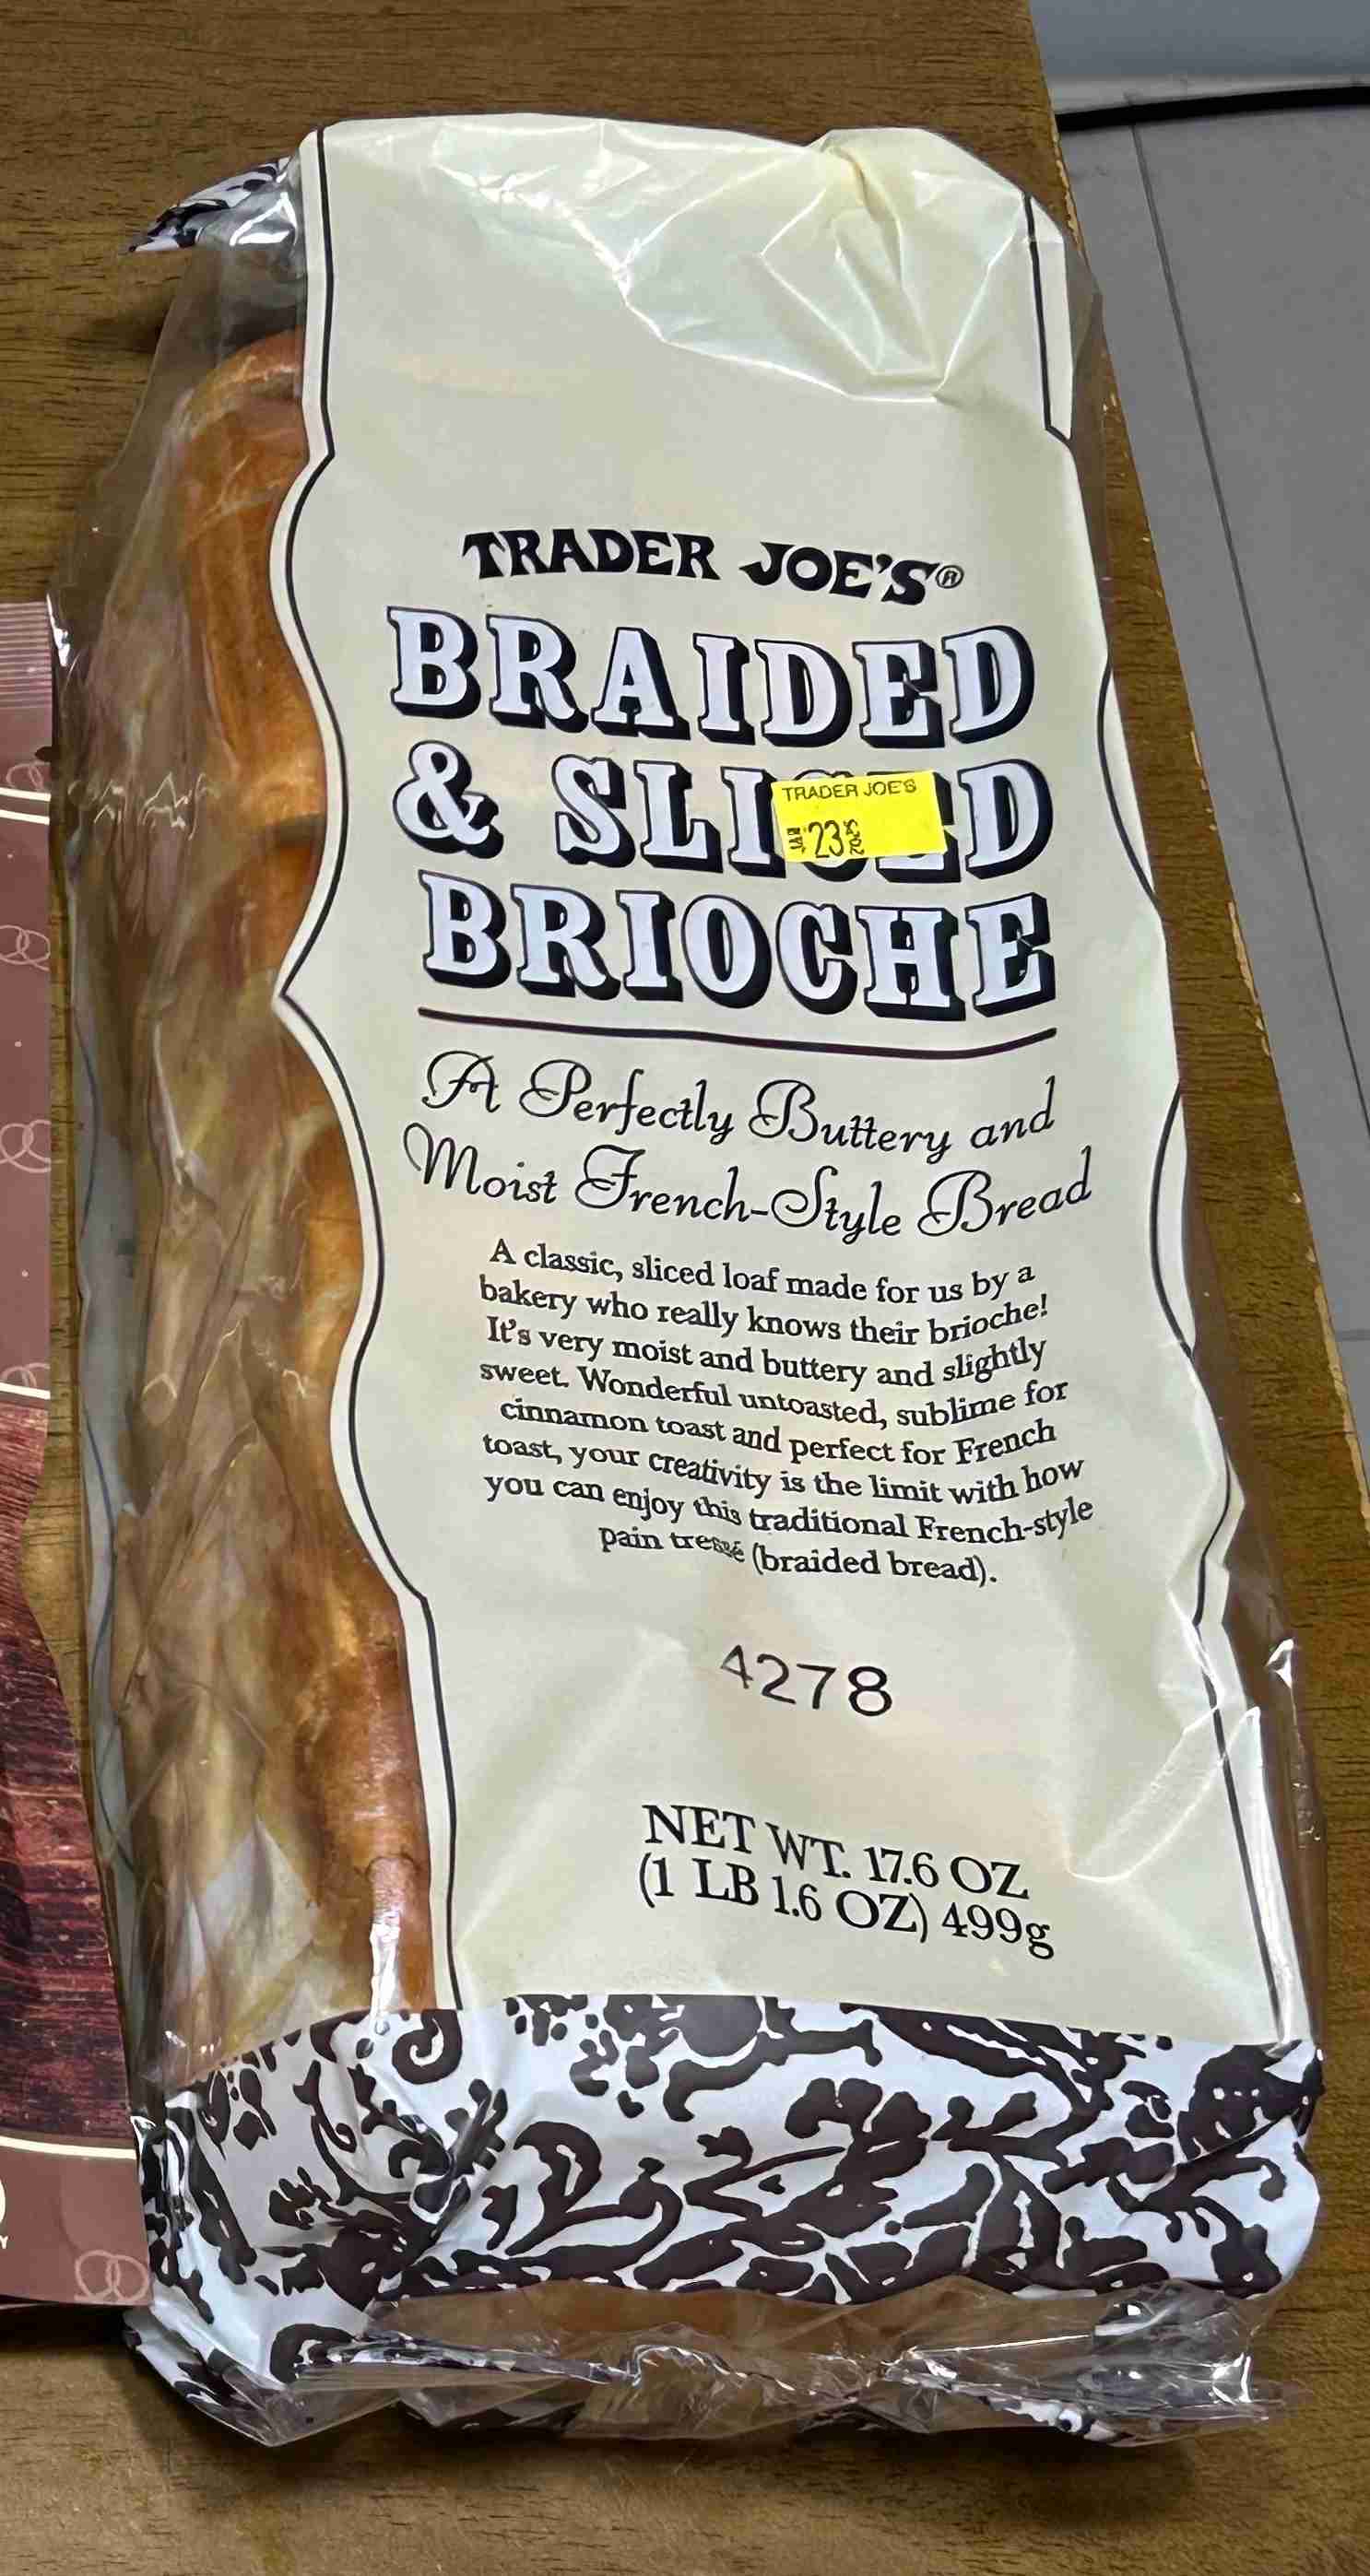 TRADER JOE'S®
BRAIDED
& SLICED
TRADER JOE'S
23
BRIOCHE
A Perfectly Buttery and
Moist French-Style Bread
A classic, sliced loaf made for us by a
bakery who really knows their brioche!
It's very moist and buttery and slightly
sweet. Wonderful untoasted, sublime for
cinnamon toast and perfect for French
toast, your creativity is the limit with how
you can enjoy this traditional French-style
pain tressé (braided bread).
4278
NET WT. 17.6 OZ
(1 LB 1.6 OZ) 499g